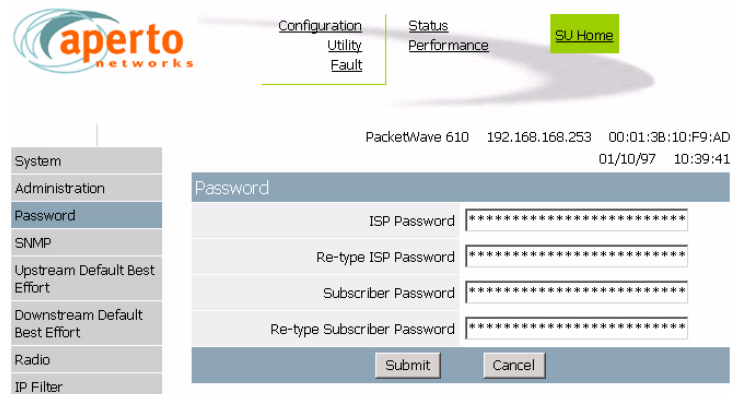 aperto
networks
Configuration
Utility
Fault
Status
Performance
SU Home
PacketWave 610 192.168.168.253 00:01:3B:10:F9:AD
01/10/97 10:39:41
System
Administration
Password
SNMP
Upstream Default Best
Effort
Downstream Default
Best Effort
Radio
IP Filter
Password
ISP Password *************************
Re-type ISP Password *************************
Subscriber Password *************************
Re-type Subscriber Password *************************
Submit Cancel